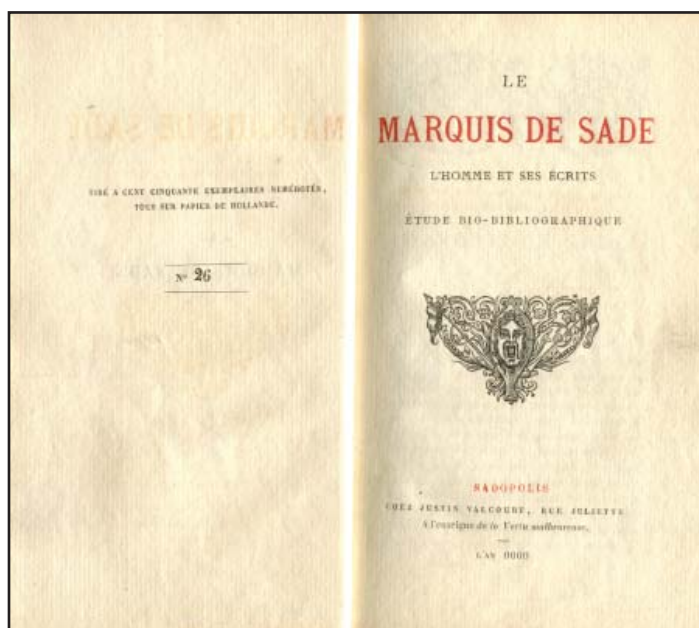 TIRÉ A CENT CINQUANTE EXEMPLAIRES NUMÉROTÉS,
TOUS SUR PAPIER DE HOLLANDE.
N° 26
LE
MARQUIS DE SADE
L'HOMME ET SES ÉCRITS
ÉTUDE BIO-BIBLIOGRAPHIQUE
SADOPOLIS
CHEZ JUSTIN VALCOURT, RUE JULIETTE
A l'enseigne de la Vertu malheureuse.
L'AN 0000